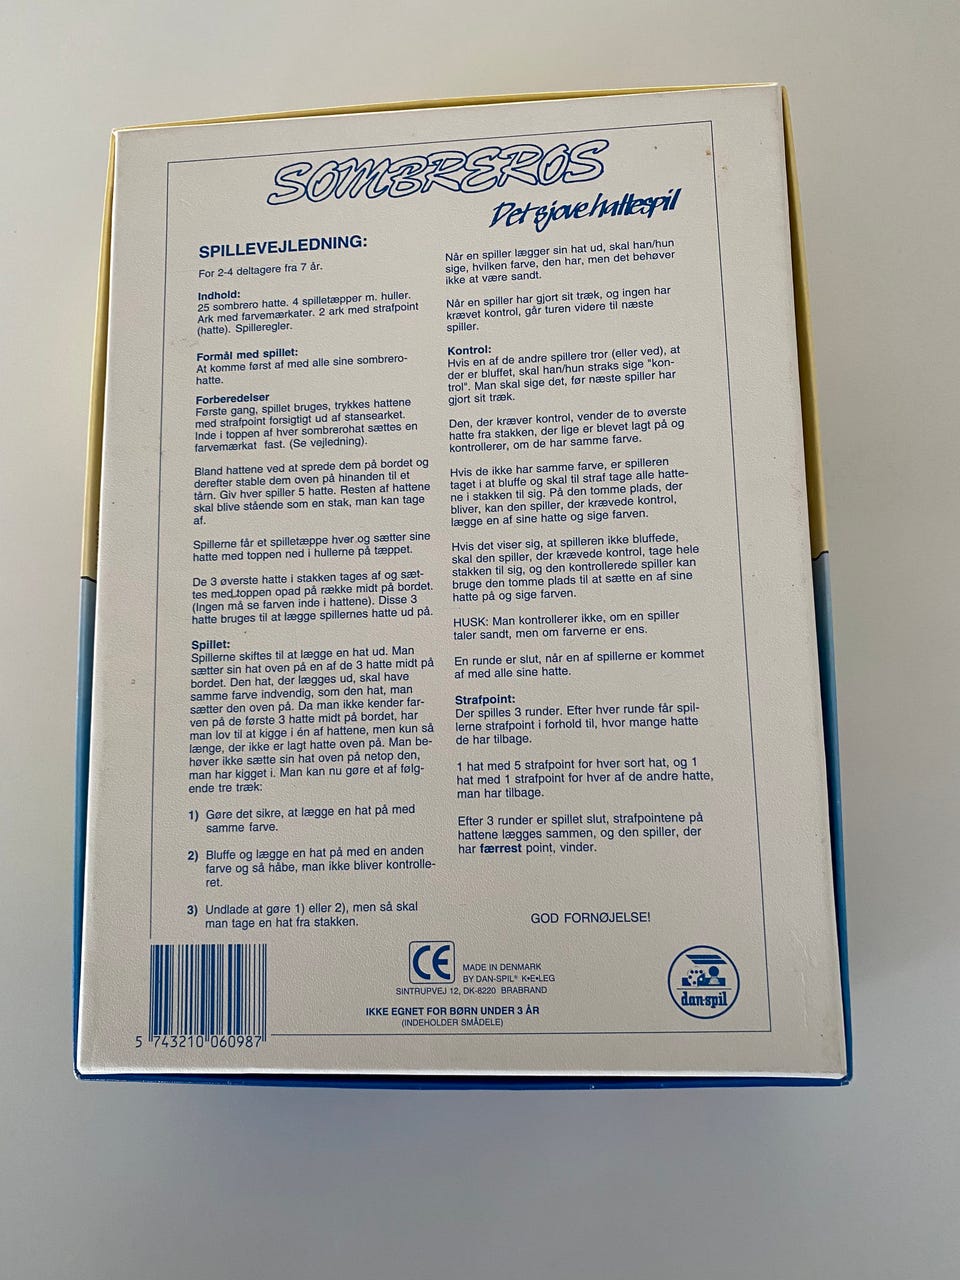 SOMBREROS
Det sjove hattespil
SPILLEVEJLEDNING:
For 2-4 deltagere fra 7 år.
Indhold:
25 sombrero hatte. 4 spilletæpper m. huller.
Ark med farvemærkater. 2 ark med strafpoint
(hatte). Spilleregler.
Formål med spillet:
At komme først af med alle sine sombrero-
hatte.
Forberedelser
Første gang, spillet bruges, trykkes hattene
med strafpoint forsigtigt ud af stansearket.
Inde i toppen af hver sombrerohat sættes en
farvemærkat fast. (Se vejledning).
Bland hattene ved at sprede dem på bordet og
derefter stable dem oven på hinanden til et
tårn. Giv hver spiller 5 hatte. Resten af hattene
skal blive stående som en stak, man kan tage
af.
Spillerne får et spilletæppe hver og sætter sine
hatte med toppen ned i hullerne på tæppet.
De 3 øverste hatte i stakken tages af og sæt-
tes med toppen opad på række midt på bordet.
(Ingen må se farven inde i hattene). Disse 3
hatte bruges til at lægge spillernes hatte ud på.
Spillet:
Spillerne skiftes til at lægge en hat ud. Man
sætter sin hat oven på en af de 3 hatte midt på
bordet. Den hat, der lægges ud, skal have
samme farve indvendig, som den hat, man
sætter den oven på. Da man ikke kender far-
ven på de første 3 hatte midt på bordet, har
man lov til at kigge i én af hattene, men kun så
længe, der ikke er lagt hatte oven på. Man be-
høver ikke sætte sin hat oven på netop den,
man har kigget i. Man kan nu gøre et af følg-
ende tre træk:
1) Gøre det sikre, at lægge en hat på med
samme farve.
2) Bluffe og lægge en hat på med en anden
farve og så håbe, man ikke bliver kontrolle-
ret.
3) Undlade at gøre 1) eller 2), men så skal
man tage en hat fra stakken.
Når en spiller lægger sin hat ud, skal han/hun
sige, hvilken farve, den har, men det behøver
ikke at være sandt.
Når en spiller har gjort sit træk, og ingen har
krævet kontrol, går turen videre til næste
spiller.
Kontrol:
Hvis en af de andre spillere tror (eller ved), at
der er bluffet, skal han/hun straks sige "kon-
trol". Man skal sige det, før næste spiller har
gjort sit træk.
Den, der kræver kontrol, vender de to øverste
hatte fra stakken, der lige er blevet lagt på og
kontrollerer, om de har samme farve.
Hvis de ikke har samme farve, er spilleren
taget i at bluffe og skal til straf tage alle hatte-
ne i stakken til sig. På den tomme plads, der
bliver, kan den spiller, der krævede kontrol,
lægge en af sine hatte og sige farven.
Hvis det viser sig, at spilleren ikke bluffede,
skal den spiller, der krævede kontrol, tage hele
stakken til sig, og den kontrollerede spiller kan
bruge den tomme plads til at sætte en af sine
hatte på og sige farven.
HUSK: Man kontrollerer ikke, om en spiller
taler sandt, men om farverne er ens.
En runde er slut, når en af spillerne er kommet
af med alle sine hatte.
Strafpoint:
Der spilles 3 runder. Efter hver runde får spil-
lerne strafpoint i forhold til, hvor mange hatte
de har tilbage.
1 hat med 5 strafpoint for hver sort hat, og 1
hat med 1 strafpoint for hver af de andre hatte,
man har tilbage.
Efter 3 runder er spillet slut, strafpointene på
hattene lægges sammen, og den spiller, der
har færrest point, vinder.
GOD FORNØJELSE!
5 743210 060987
CE
MADE IN DENMARK
BY DAN-SPIL® K•E•LEG
SINTRUPVEJ 12, DK-8220 BRABRAND
IKKE EGNET FOR BØRN UNDER 3 ÅR
(INDEHOLDER SMÅDELE)
dan-spil